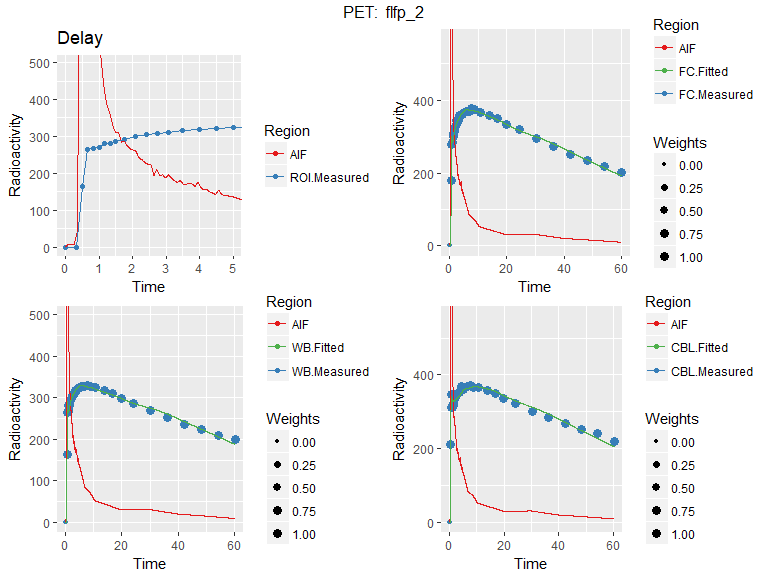 PET: flfp_2
Delay
Radioactivity
500
400
300
200
100
0
0 1 2 3 4 5
Time
Region
AIF
ROI.Measured
Radioactivity
400
200
0
0 20 40 60
Time
Region
AIF
FC.Fitted
FC.Measured
Weights
0.00
0.25
0.50
0.75
1.00
Radioactivity
500
400
300
200
100
0
0 20 40 60
Time
Region
AIF
WB.Fitted
WB.Measured
Weights
0.00
0.25
0.50
0.75
1.00
Radioactivity
400
200
0
0 20 40 60
Time
Region
AIF
CBL.Fitted
CBL.Measured
Weights
0.00
0.25
0.50
0.75
1.00